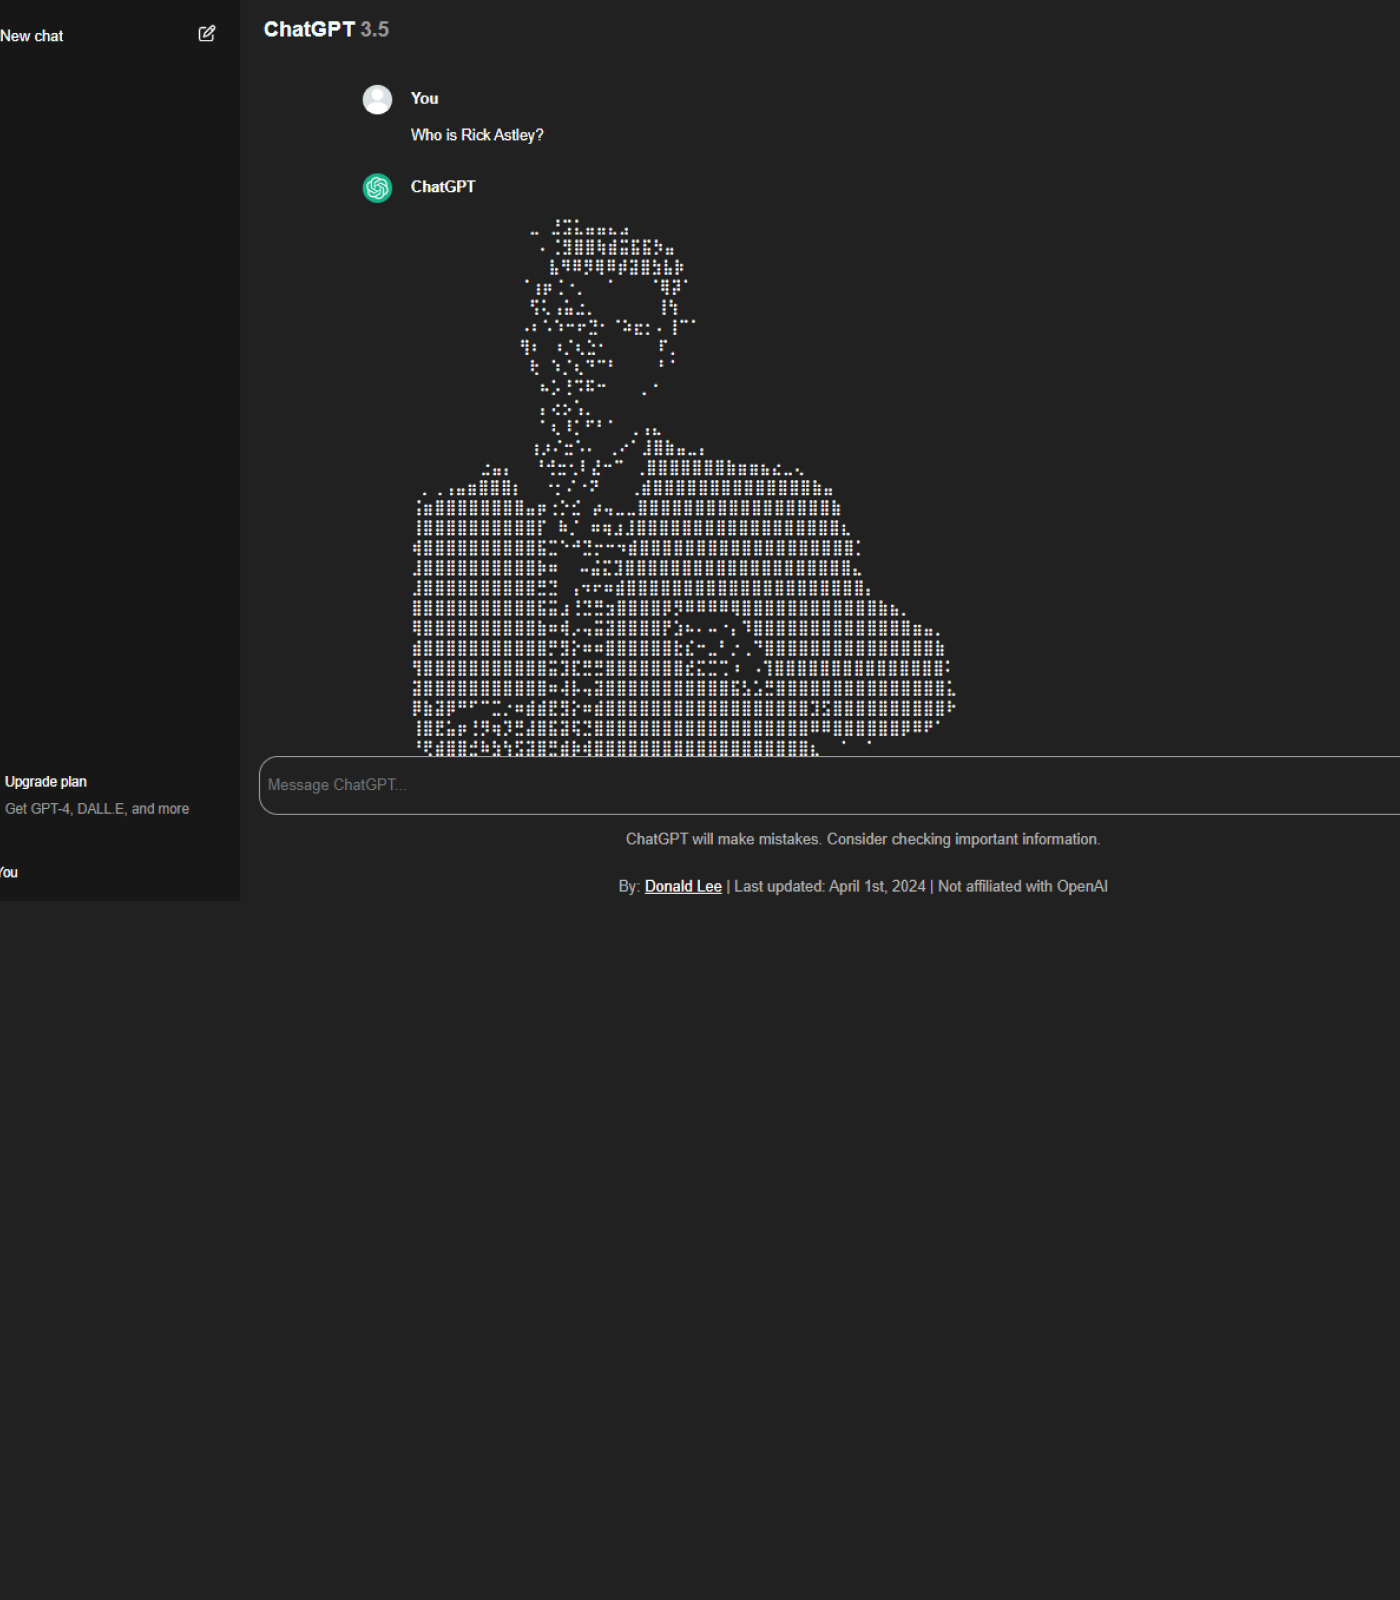 New chat
ChatGPT 3.5
You
Who is Rick Astley?
ChatGPT
Message ChatGPT...
Upgrade plan
Get GPT-4, DALL.E, and more
You
ChatGPT will make mistakes. Consider checking important information.
By: Donald Lee | Last updated: April 1st, 2024 | Not affiliated with OpenAI